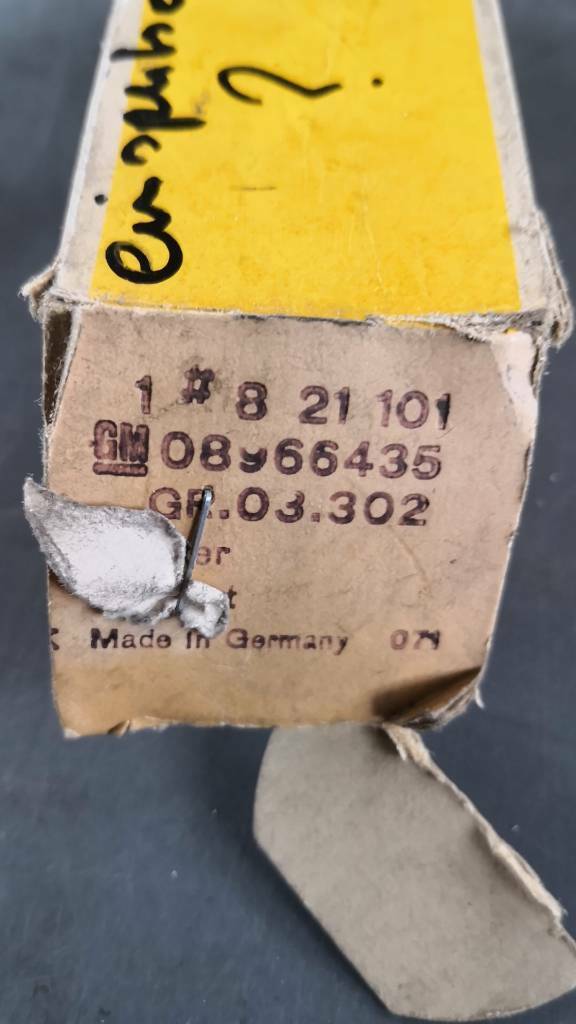 ?
1 # 8 21 101
GM 08966435
GR.03.302
er
t
Made in Germany 071